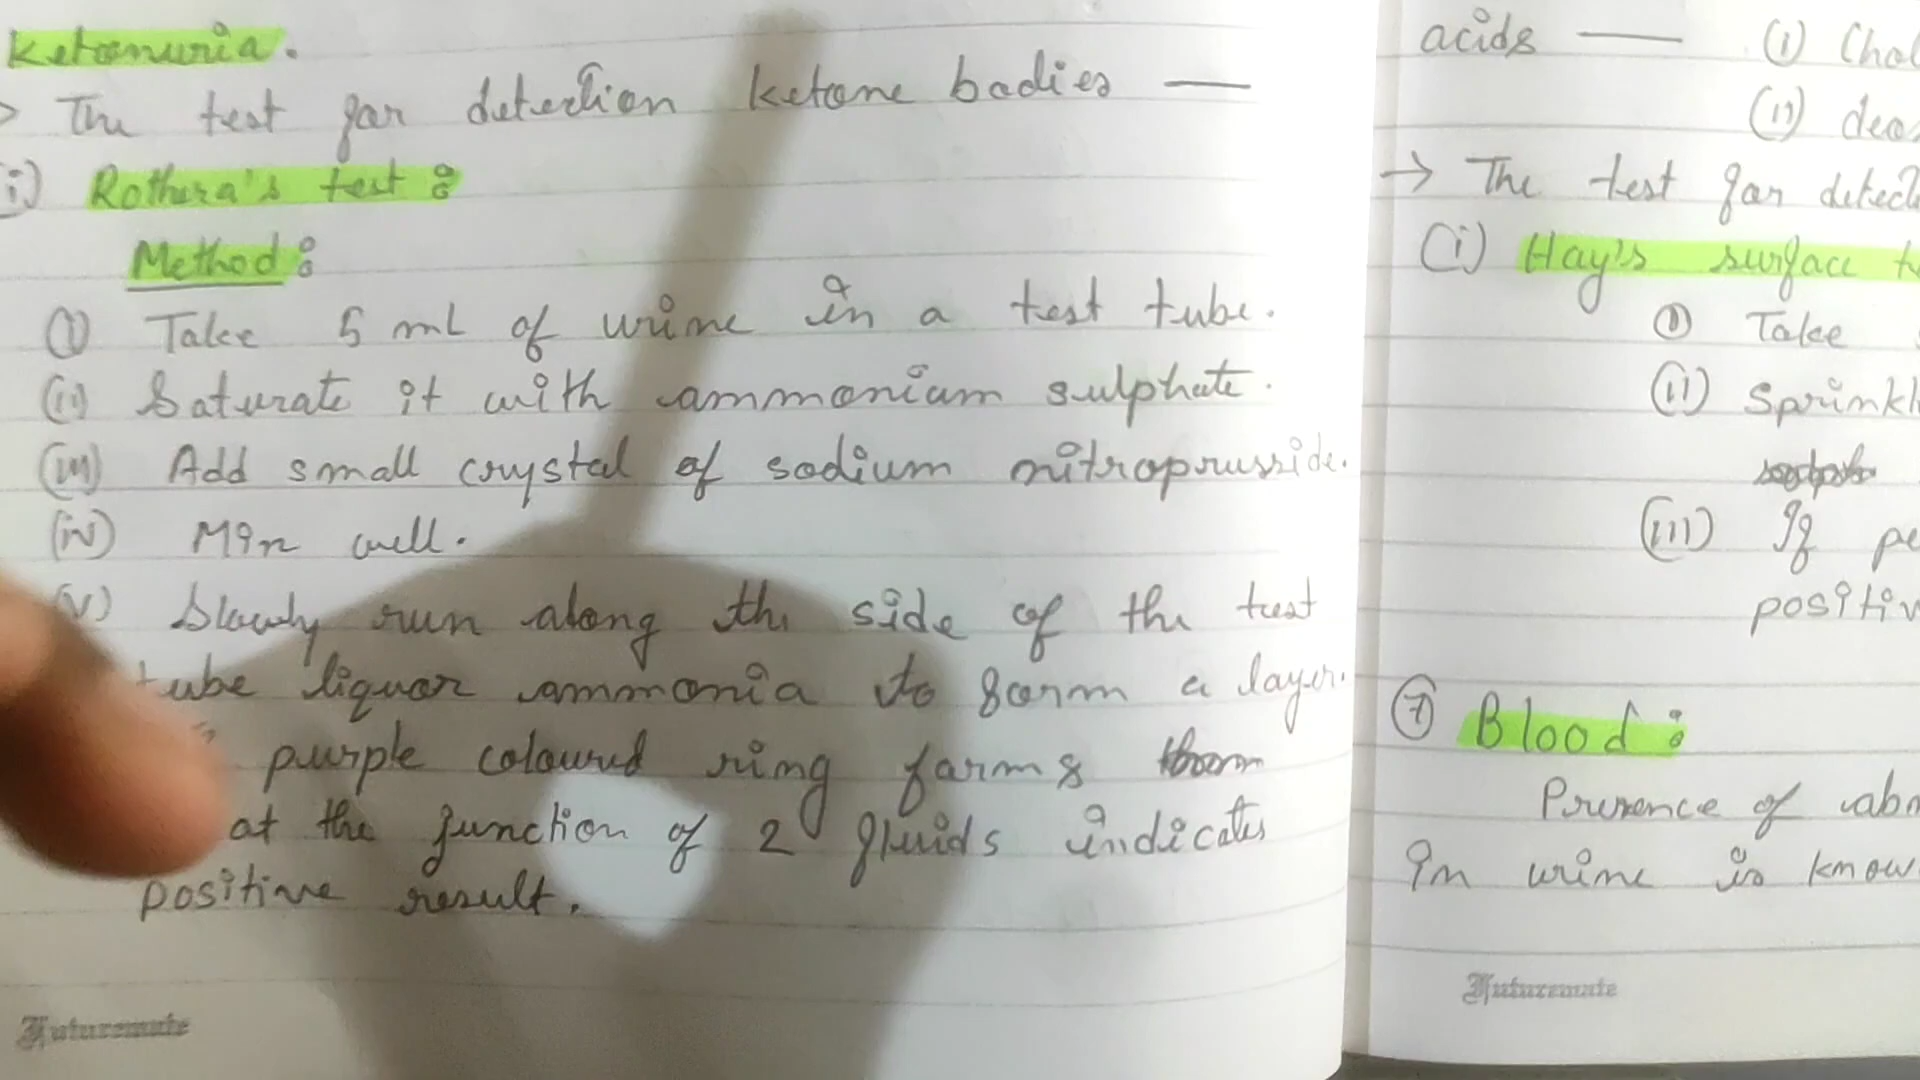 Ketonuria.
> The test for detection ketone bodies —
i) Rothera's test :
Method :
(i) Take 5 mL of urine in a test tube.
(ii) Saturate it with ammonium sulphate.
(iii) Add small crystal of sodium nitroprusside.
(iv) Mix well.
(v) Slowly run along the side of the test
tube liquor ammonia to form a layer.
purple coloured ring forms
at the junction of 2 fluids indicates
positive result.
Futuremate
acids — (i) Chol
(ii) deo
→ The test for detecti
(i) Hay's surface te
(i) Take
(ii) Sprinkl
(iii) If pe
positiv
(7) Blood :
Presence of abn
in urine is know
Futuremate